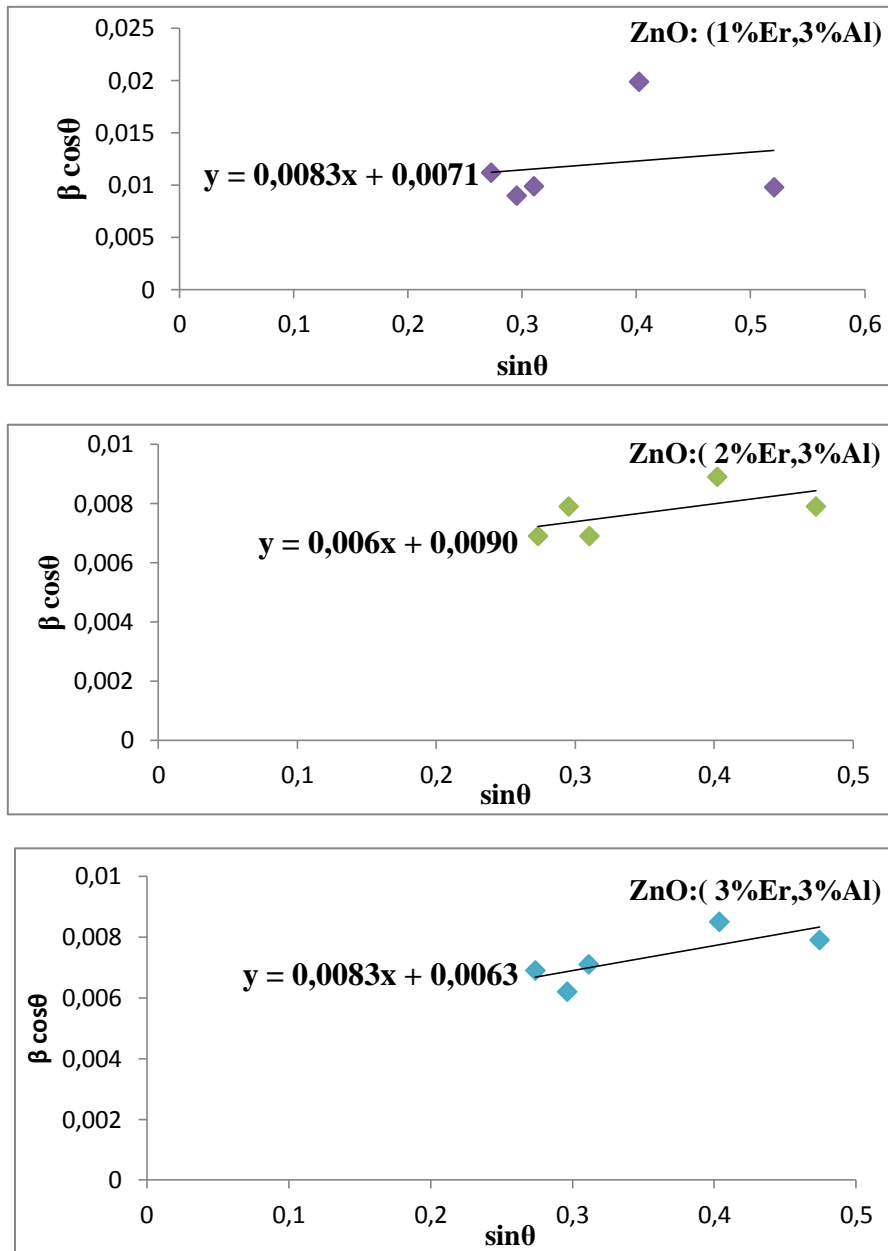 ZnO: (1%Er,3%Al)
0,025
0,02
0,015
0,01
0,005
0
β cosθ
y = 0,0083x + 0,0071
0 0,1 0,2 0,3 0,4 0,5 0,6
sinθ
ZnO:( 2%Er,3%Al)
0,01
0,008
0,006
0,004
0,002
0
β cosθ
y = 0,006x + 0,0090
0 0,1 0,2 0,3 0,4 0,5
sinθ
ZnO:( 3%Er,3%Al)
0,01
0,008
0,006
0,004
0,002
0
β cosθ
y = 0,0083x + 0,0063
0 0,1 0,2 0,3 0,4 0,5
sinθ